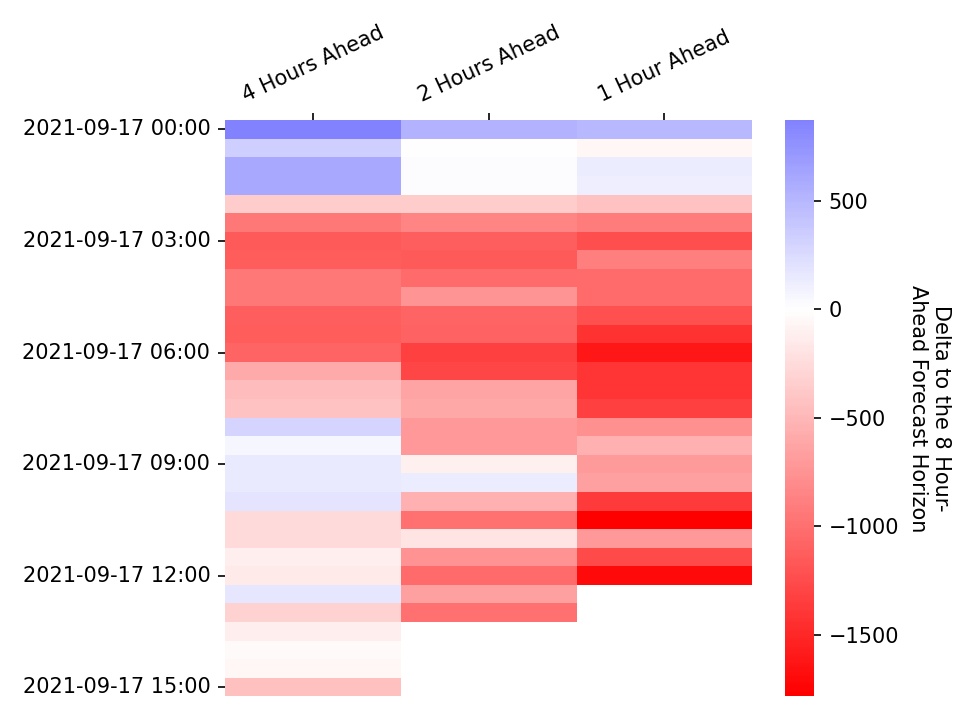 4 Hours Ahead
2 Hours Ahead
1 Hour Ahead
2021-09-17 00:00
2021-09-17 03:00
2021-09-17 06:00
2021-09-17 09:00
2021-09-17 12:00
2021-09-17 15:00
500
0
−500
−1000
−1500
Delta to the 8 Hour-
Ahead Forecast Horizon